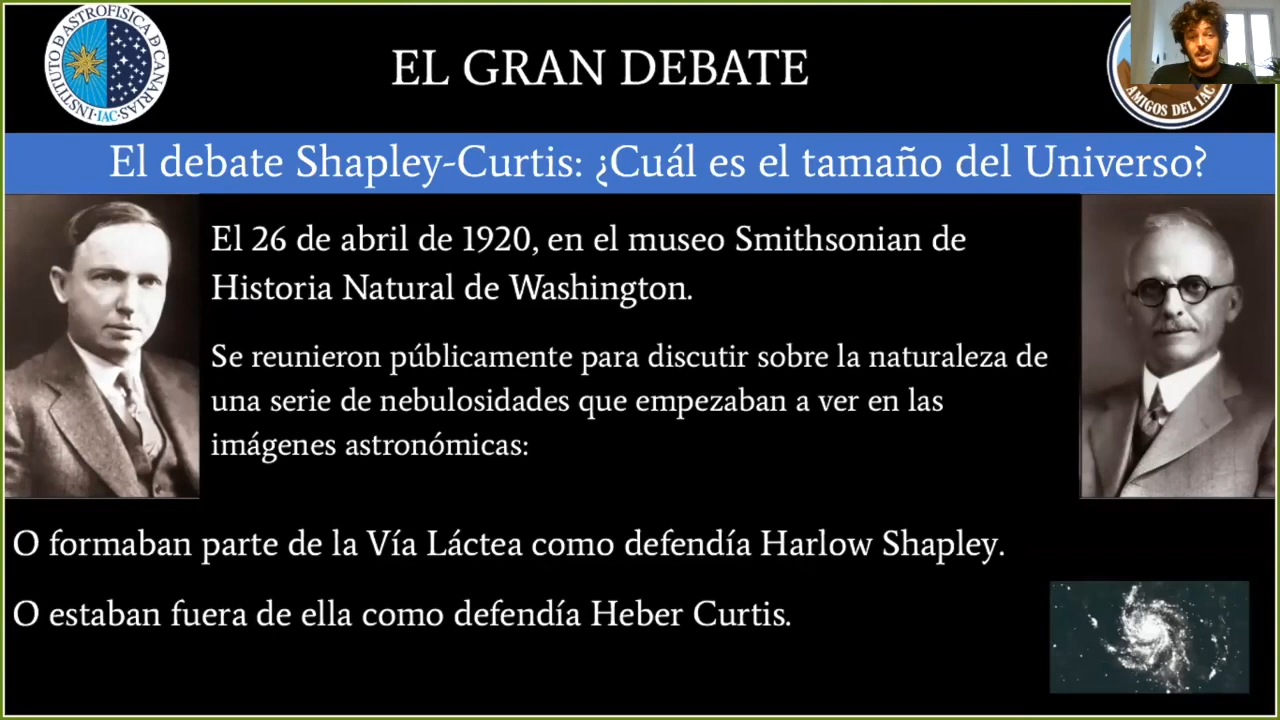 INSTITUTO D ASTROFISICA D CANARIAS
·IAC·
EL GRAN DEBATE
AMIGOS DEL IAC
El debate Shapley-Curtis: ¿Cuál es el tamaño del Universo?
El 26 de abril de 1920, en el museo Smithsonian de
Historia Natural de Washington.
Se reunieron públicamente para discutir sobre la naturaleza de
una serie de nebulosidades que empezaban a ver en las
imágenes astronómicas:
O formaban parte de la Vía Láctea como defendía Harlow Shapley.
O estaban fuera de ella como defendía Heber Curtis.